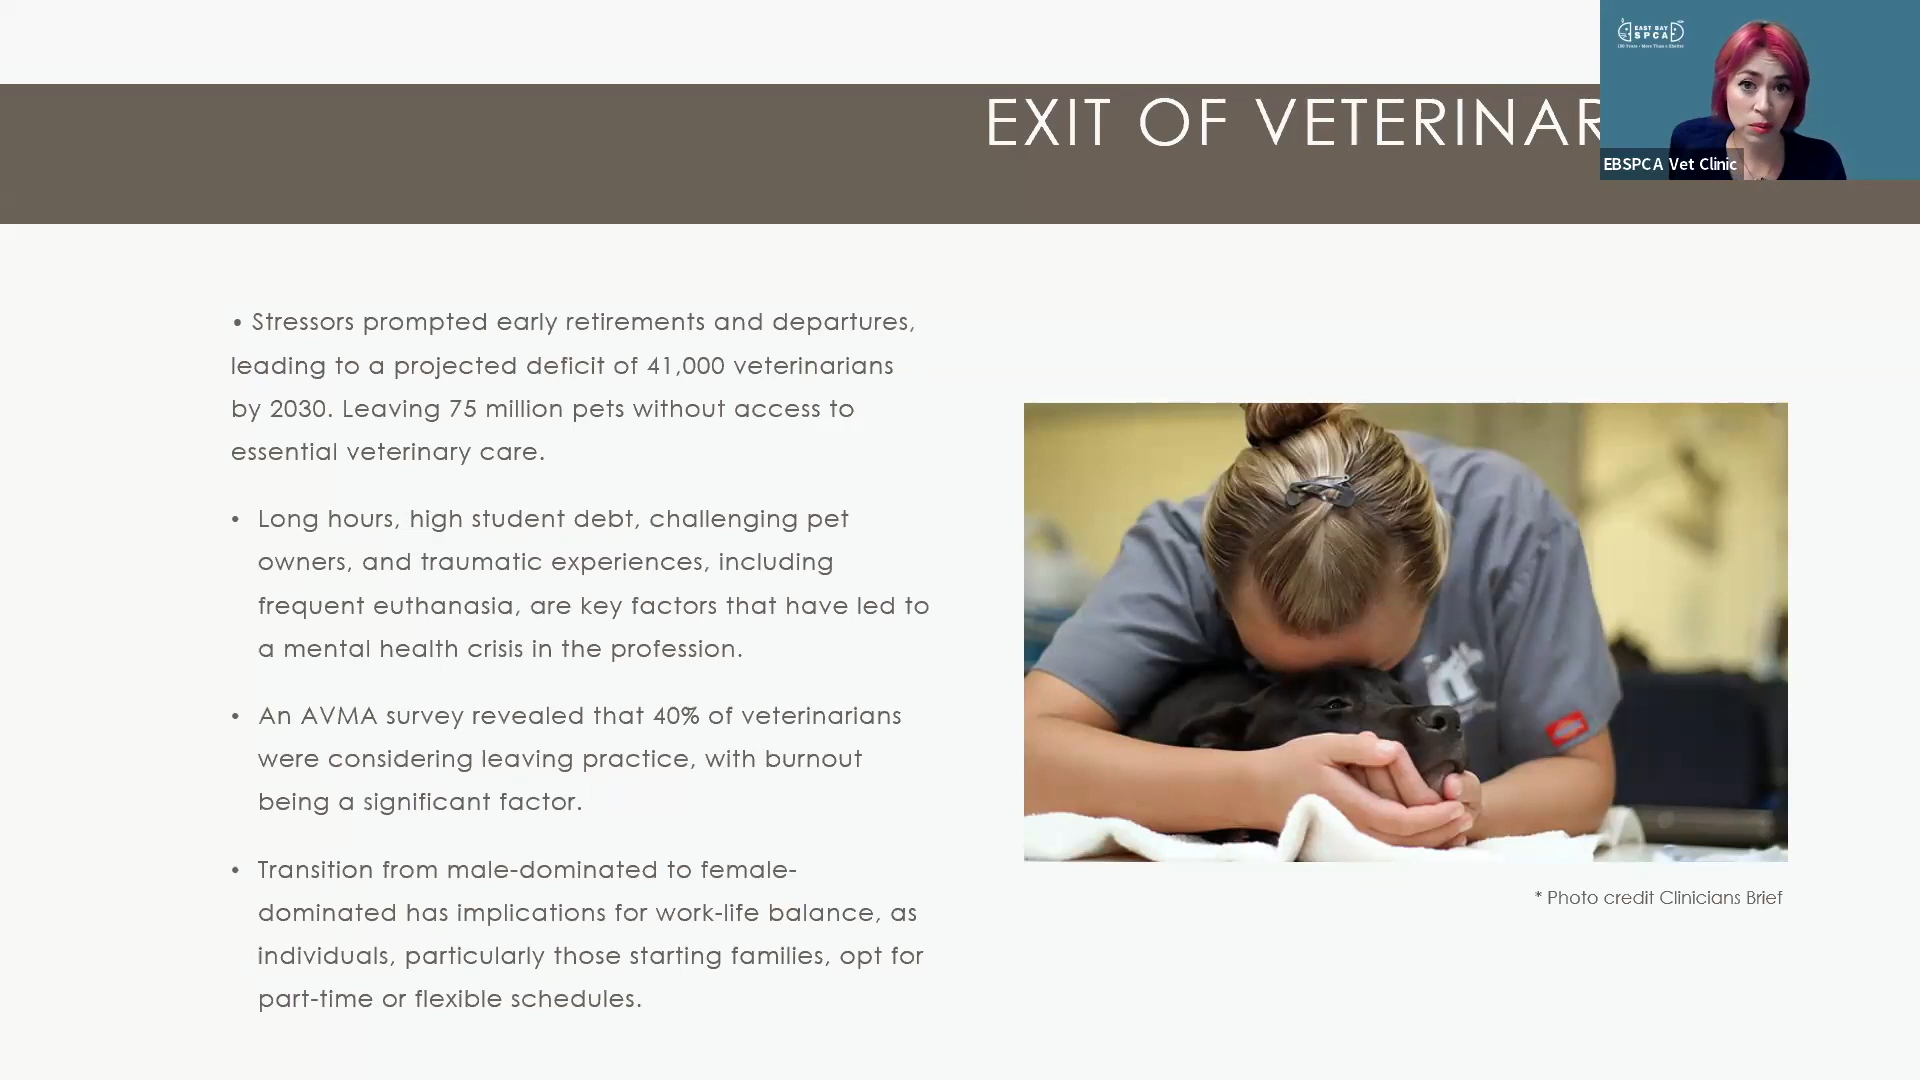 EAST BAY
SPCA
EXIT OF VETERINAR
EBSPCA Vet Clinic
• Stressors prompted early retirements and departures,
leading to a projected deficit of 41,000 veterinarians
by 2030. Leaving 75 million pets without access to
essential veterinary care.
• Long hours, high student debt, challenging pet
owners, and traumatic experiences, including
frequent euthanasia, are key factors that have led to
a mental health crisis in the profession.
• An AVMA survey revealed that 40% of veterinarians
were considering leaving practice, with burnout
being a significant factor.
• Transition from male-dominated to female-
dominated has implications for work-life balance, as
individuals, particularly those starting families, opt for
part-time or flexible schedules.
* Photo credit Clinicians Brief